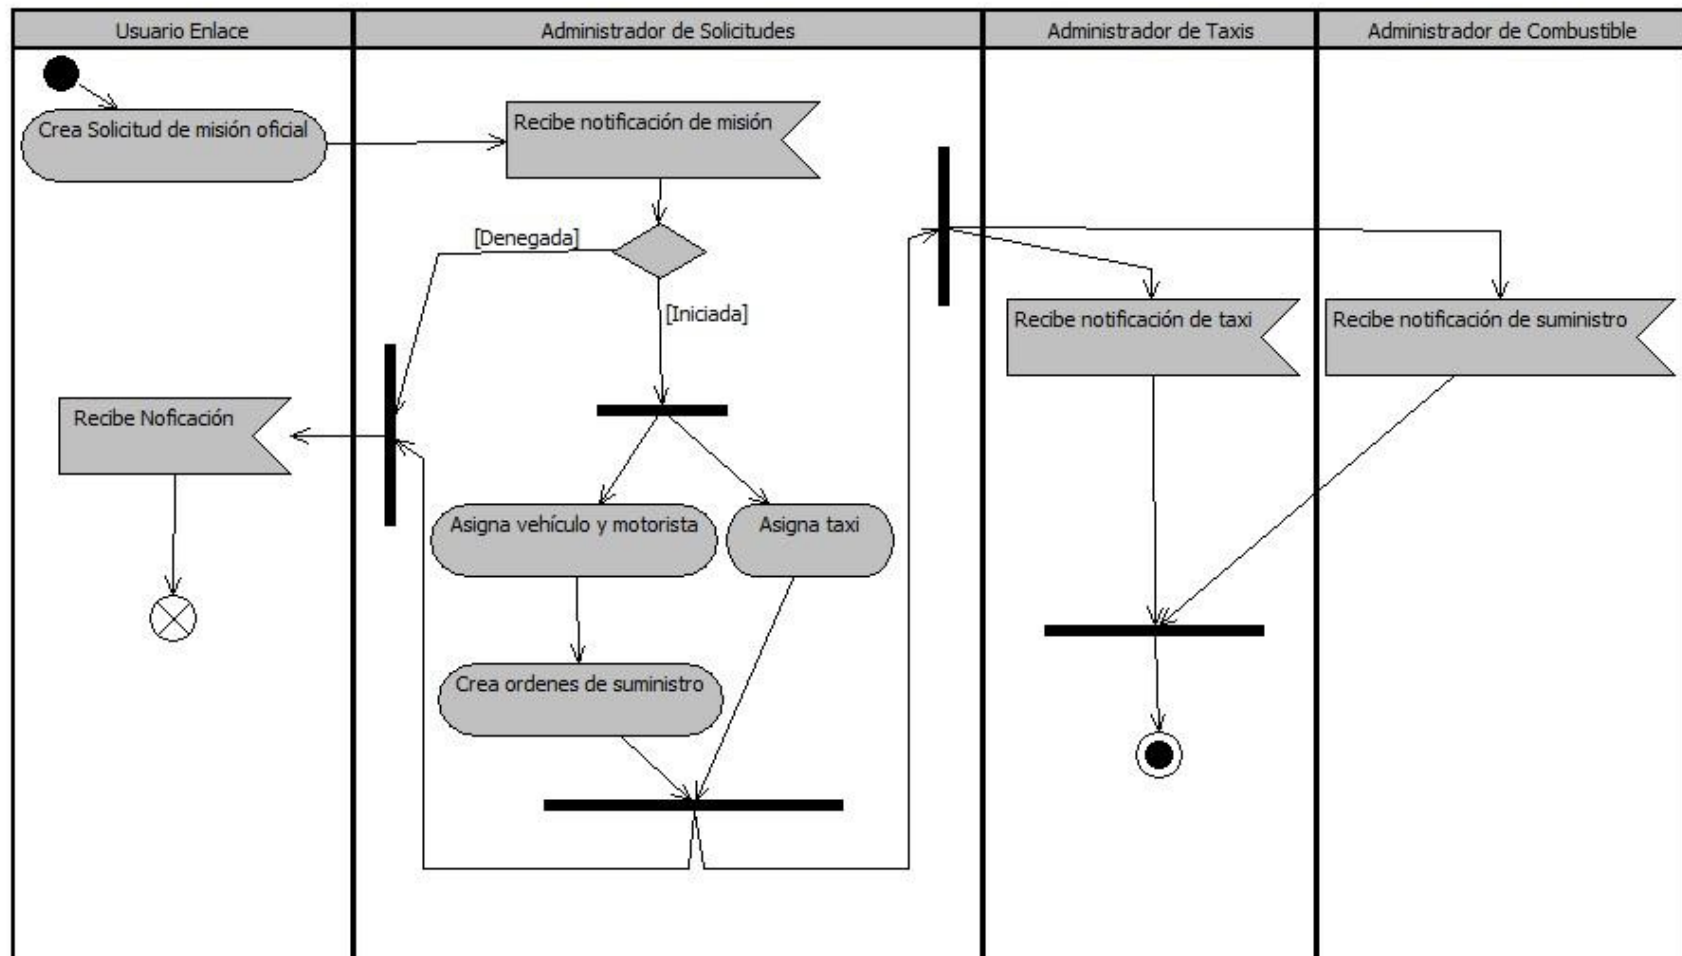 Usuario Enlace
Administrador de Solicitudes
Administrador de Taxis
Administrador de Combustible
Crea Solicitud de misión oficial
Recibe notificación de misión
[Denegada]
[Iniciada]
Recibe notificación de taxi
Recibe notificación de suministro
Recibe Noficación
Asigna vehículo y motorista
Asigna taxi
Crea ordenes de suministro